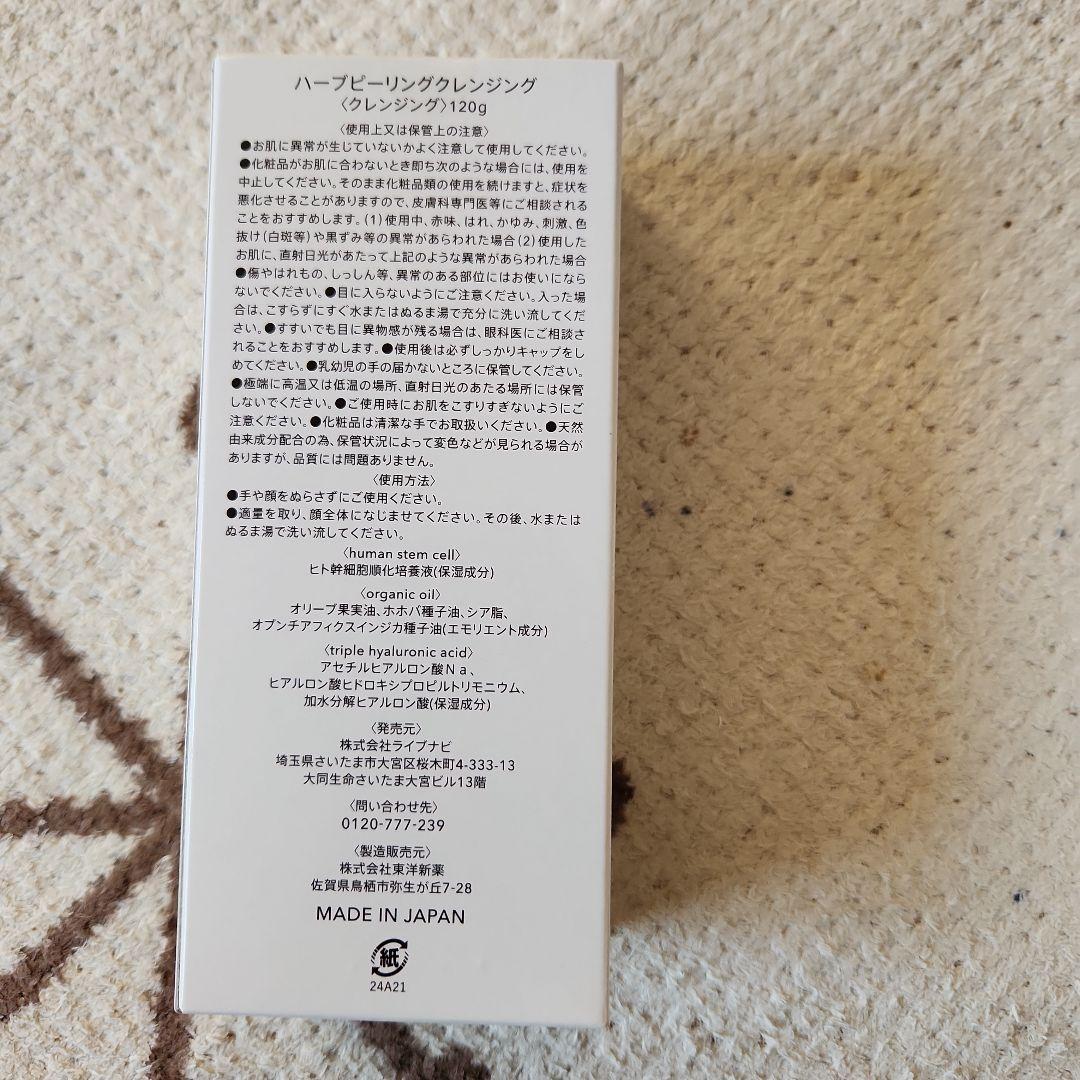 ハーブピーリングクレンジング
〈クレンジング〉120g
〈使用上又は保管上の注意〉
●お肌に異常が生じていないかよく注意して使用してください。
●化粧品がお肌に合わないとき即ち次のような場合には、使用を
中止してください。そのまま化粧品類の使用を続けますと、症状を
悪化させることがありますので、皮膚科専門医等にご相談される
ことをおすすめします。(1)使用中、赤味、はれ、かゆみ、刺激、色
抜け(白斑等)や黒ずみ等の異常があらわれた場合(2)使用した
お肌に、直射日光があたって上記のような異常があらわれた場合
●傷やはれもの、しっしん等、異常のある部位にはお使いになら
ないでください。●目に入らないようにご注意ください。入った場
合は、こすらずにすぐ水またはぬるま湯で充分に洗い流してくだ
さい。●すすいでも目に異物感が残る場合は、眼科医にご相談さ
れることをおすすめします。●使用後は必ずしっかりキャップをし
めてください。●乳幼児の手の届かないところに保管してください。
●極端に高温又は低温の場所、直射日光のあたる場所には保管
しないでください。●ご使用時にお肌をこすりすぎないようにご
注意ください。●化粧品は清潔な手でお取扱いください。●天然
由来成分配合の為、保管状況によって変色などが見られる場合が
ありますが、品質には問題ありません。
〈使用方法〉
●手や顔をぬらさずにご使用ください。
●適量を取り、顔全体になじませてください。その後、水または
ぬるま湯で洗い流してください。
〈human stem cell〉
ヒト幹細胞順化培養液(保湿成分)
〈organic oil〉
オリーブ果実油、ホホバ種子油、シア脂、
オプンチアフィクスインジカ種子油(エモリエント成分)
〈triple hyaluronic acid〉
アセチルヒアルロン酸Ｎａ、
ヒアルロン酸ヒドロキシプロピルトリモニウム、
加水分解ヒアルロン酸(保湿成分)
〈発売元〉
株式会社ライブナビ
埼玉県さいたま市大宮区桜木町4-333-13
大同生命さいたま大宮ビル13階
〈問い合わせ先〉
0120-777-239
〈製造販売元〉
株式会社東洋新薬
佐賀県鳥栖市弥生が丘7-28
MADE IN JAPAN
紙
24A21